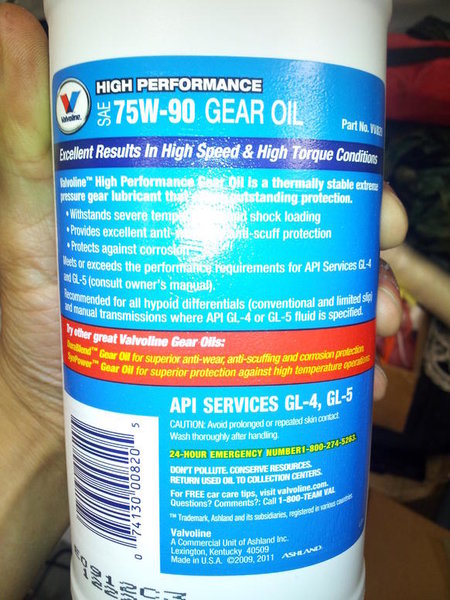 HIGH PERFORMANCE
Valvoline
SAE 75W-90 GEAR OIL
Part No.
Excellent Results In High Speed & High Torque Conditions
Valvoline™ High Performance Gear Oil is a thermally stable extreme
pressure gear lubricant that outstanding protection.
• Withstands severe and shock loading
• Provides excellent protection
• Protects against corrosion
Meets or exceeds the performance requirements for API Services GL-4
and GL-5 (consult owner's manual).
Recommended for all hypoid differentials (conventional and limited slip)
and manual transmissions where API GL-4 or GL-5 fluid is specified.
Try other great Valvoline Gear Oils:
DuraBlend™ Gear Oil for superior anti-wear, anti-scuffing and corrosion protection
SynPower™ Gear Oil for superior protection against high temperature operations
API SERVICES GL-4, GL-5
CAUTION: Avoid prolonged or repeated skin contact.
Wash thoroughly after handling.
24-HOUR EMERGENCY NUMBER1-800-274-5263
DON'T POLLUTE. CONSERVE RESOURCES.
RETURN USED OIL TO COLLECTION CENTERS.
For FREE car care tips, visit valvoline.com.
Questions? Comments?: Call 1-800-TEAM VAL
™ Trademark, Ashland and its subsidiaries, registered in various countries
Valvoline
A Commercial Unit of Ashland Inc.
Lexington, Kentucky 40509
Made in U.S.A. ©2009, 2011 ASHLAND
0 74130 00820 5